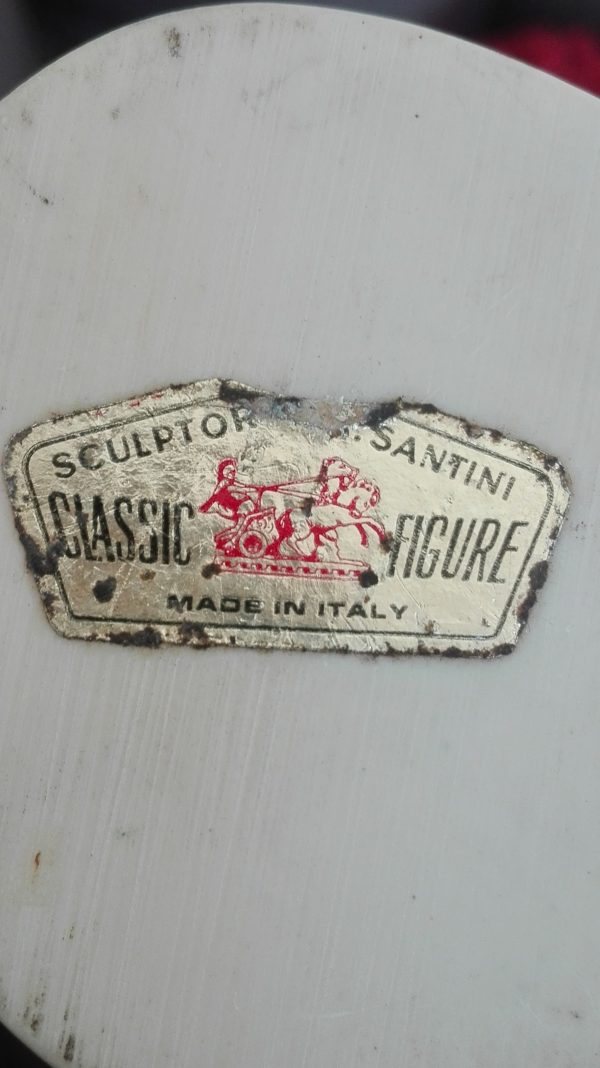 SCULPTOR . SANTINI
CLASSIC FIGURE
MADE IN ITALY